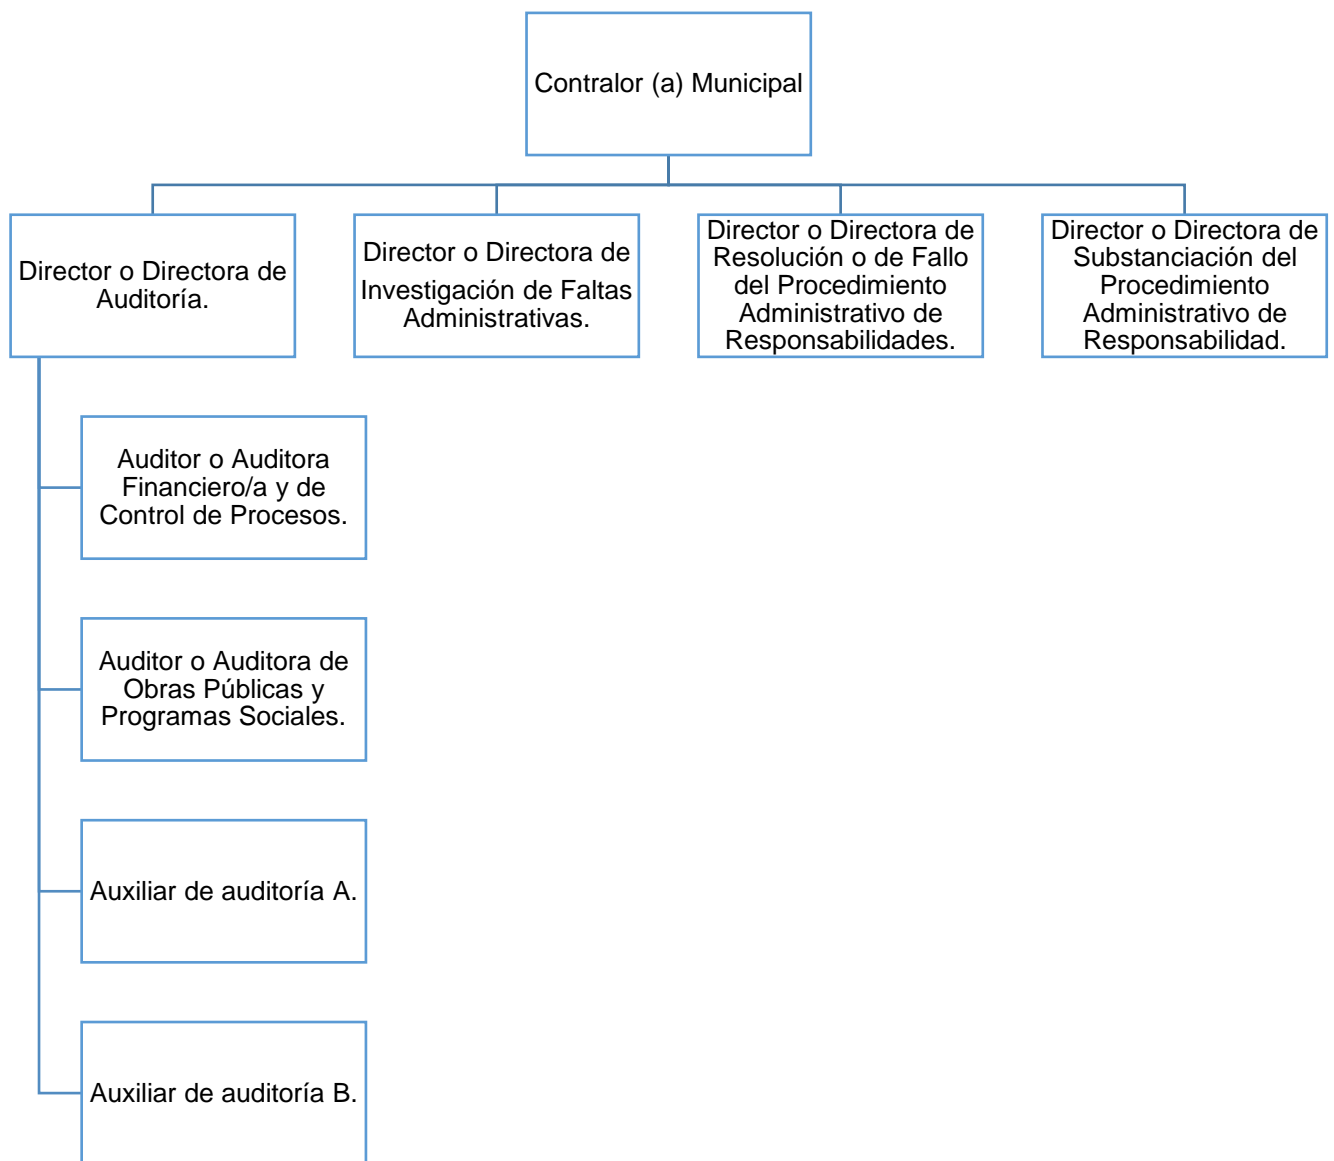 Contralor (a) Municipal
Director o Directora de
Auditoría.
Director o Directora de
Investigación de Faltas
Administrativas.
Director o Directora de
Resolución o de Fallo
del Procedimiento
Administrativo de
Responsabilidades.
Director o Directora de
Substanciación del
Procedimiento
Administrativo de
Responsabilidad.
Auditor o Auditora
Financiero/a y de
Control de Procesos.
Auditor o Auditora de
Obras Públicas y
Programas Sociales.
Auxiliar de auditoría A.
Auxiliar de auditoría B.